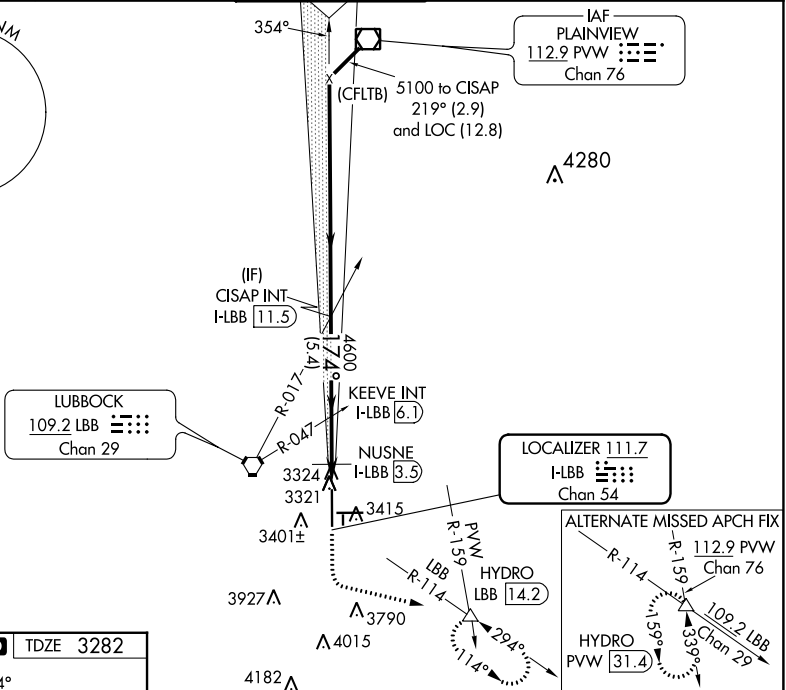 NM
354°
IAF
PLAINVIEW
112.9 PVW
Chan 76
(CFLTB)
5100 to CISAP
219° (2.9)
and LOC (12.8)
4280
(IF)
CISAP INT
I-LBB 11.5
4600
174°
(5.4)
LUBBOCK
109.2 LBB
Chan 29
R-017
R-047
KEEVE INT
I-LBB 6.1
NUSNE
I-LBB 3.5
3324
3321
3415
3401±
LOCALIZER 111.7
I-LBB
Chan 54
PVW
R-159
LBB
R-114
HYDRO
LBB 14.2
294°
114°
3927
3790
4015
4182
ALTERNATE MISSED APCH FIX
R-114
R-159
112.9 PVW
Chan 76
109.2 LBB
Chan 29
HYDRO
PVW 31.4
159°
339°
TDZE 3282